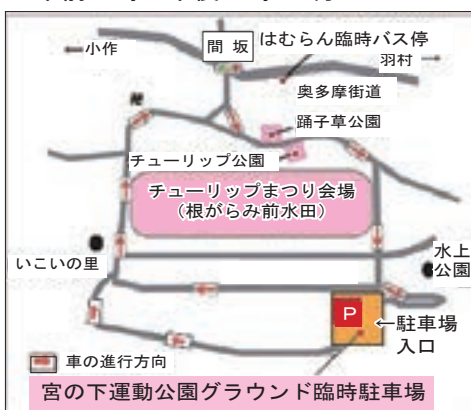 間坂
はむらん臨時バス停
←小作
羽村→
奥多摩街道
踊子草公園
チューリップ公園
チューリップまつり会場
（根がらみ前水田）
いこいの里
水上
公園
P
←駐車場
入口
車の進行方向
宮の下運動公園グラウンド臨時駐車場